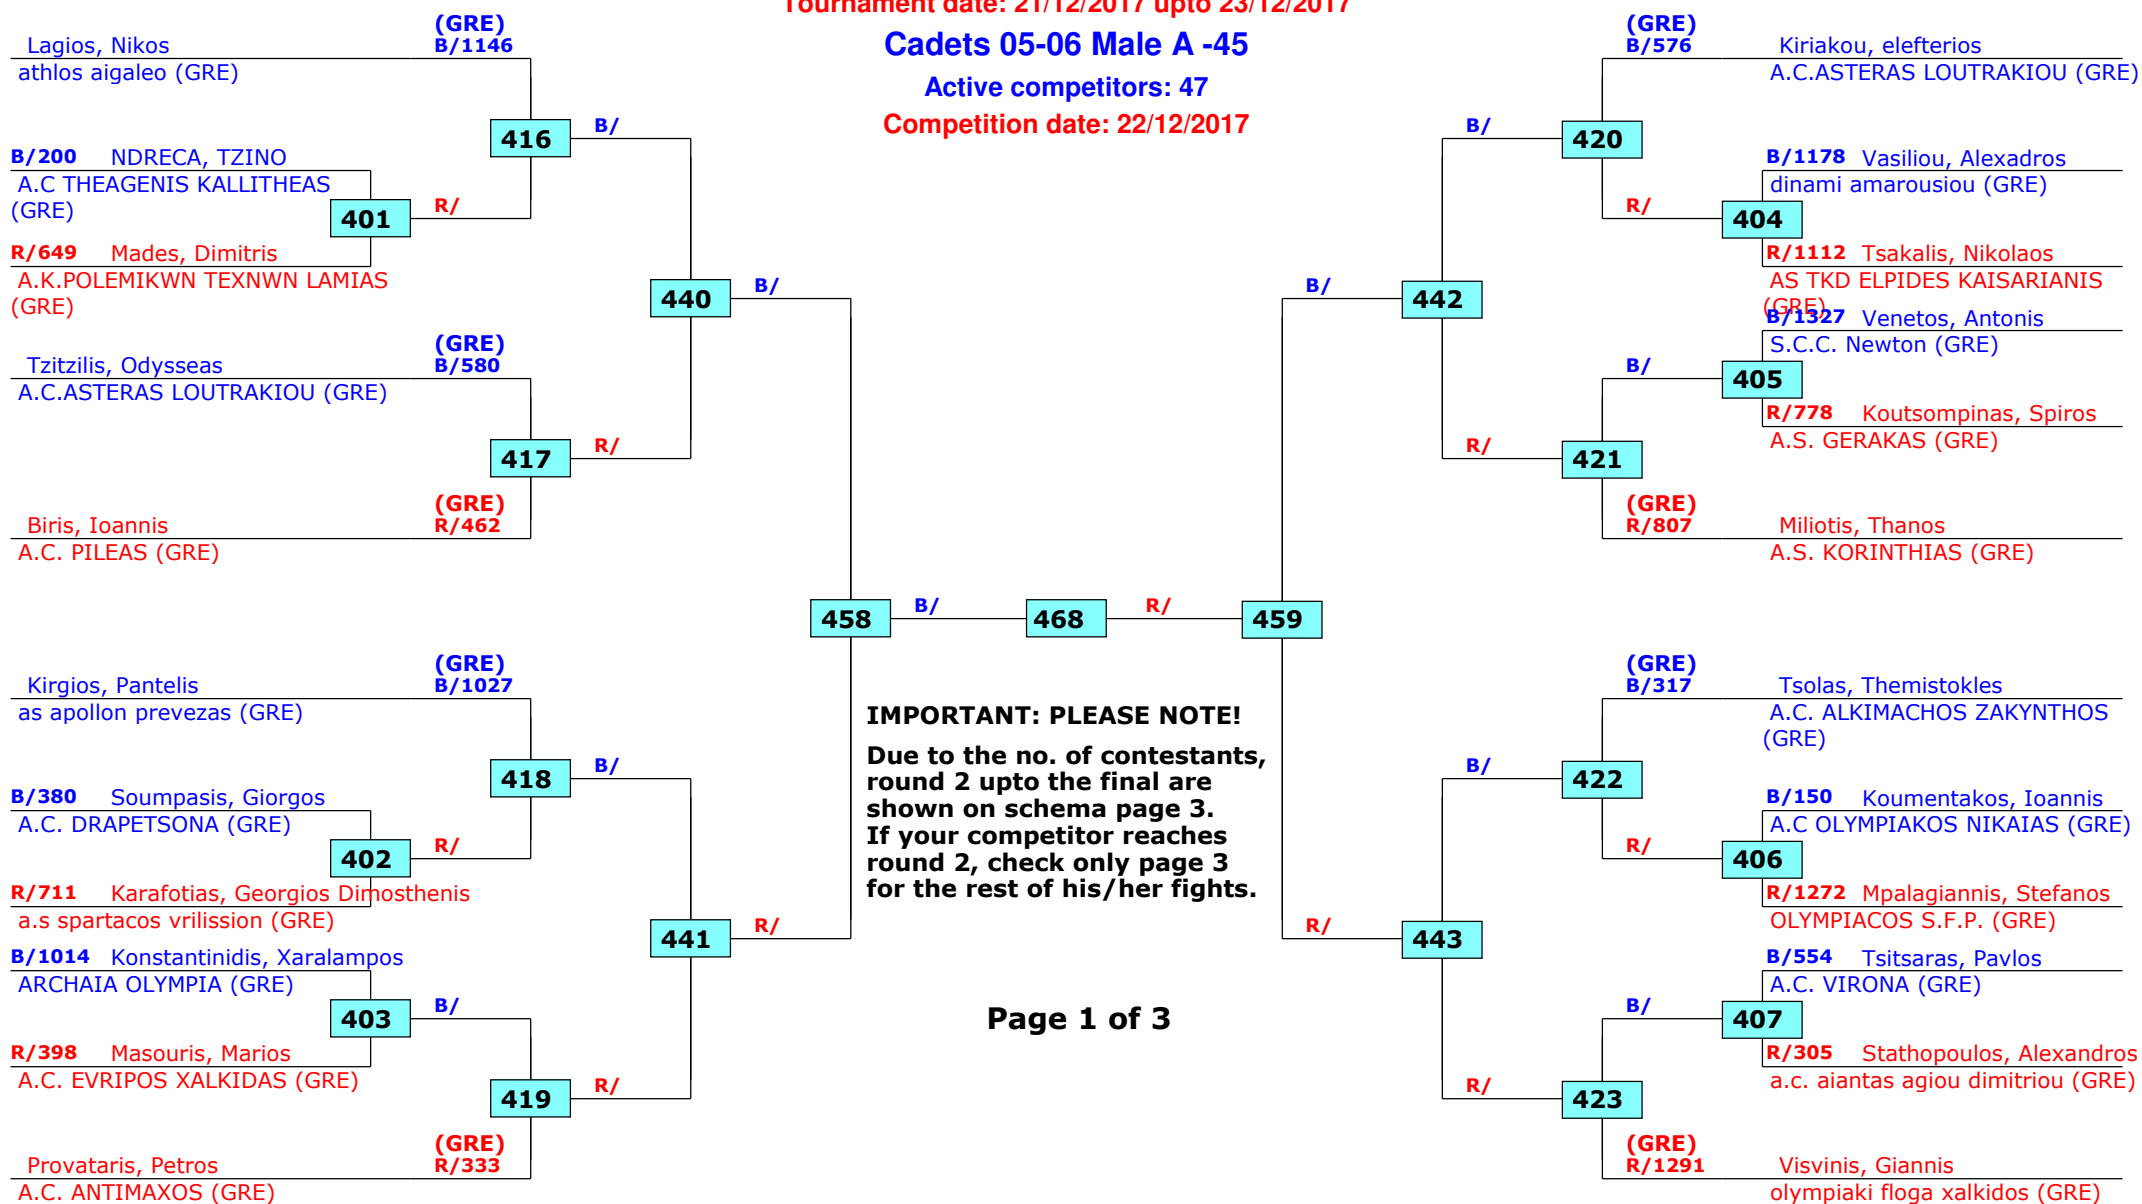 Tournament date: 21/12/2017 upto 23/12/2017
Cadets 05-06 Male A -45
Active competitors: 47
Competition date: 22/12/2017
(GRE)
Lagios, Nikos B/1146
athlos aigaleo (GRE)
416
B/
B/200 NDRECA, TZINO
A.C THEAGENIS KALLITHEAS
(GRE)
401
R/
R/649 Mades, Dimitris
A.K.POLEMIKWN TEXNWN LAMIAS
(GRE)
440
B/
(GRE)
Tzitzilis, Odysseas B/580
A.C.ASTERAS LOUTRAKIOU (GRE)
417
R/
(GRE)
Biris, Ioannis R/462
A.C. PILEAS (GRE)
458
B/
468
R/
459
(GRE)
Kirgios, Pantelis B/1027
as apollon prevezas (GRE)
418
B/
B/380 Soumpasis, Giorgos
A.C. DRAPETSONA (GRE)
402
R/
R/711 Karafotias, Georgios Dimosthenis
a.s spartacos vrilission (GRE)
441
R/
B/1014 Konstantinidis, Xaralampos
ARCHAIA OLYMPIA (GRE)
403
B/
R/398 Masouris, Marios
A.C. EVRIPOS XALKIDAS (GRE)
419
R/
(GRE)
Provataris, Petros R/333
A.C. ANTIMAXOS (GRE)
IMPORTANT: PLEASE NOTE!
Due to the no. of contestants,
round 2 upto the final are
shown on schema page 3.
If your competitor reaches
round 2, check only page 3
for the rest of his/her fights.
Page 1 of 3
(GRE)
B/576 Kiriakou, elefterios
A.C.ASTERAS LOUTRAKIOU (GRE)
B/
420
B/1178 Vasiliou, Alexadros
dinami amarousiou (GRE)
R/
404
R/1112 Tsakalis, Nikolaos
AS TKD ELPIDES KAISARIANIS
(GRE)
B/
442
B/1327 Venetos, Antonis
S.C.C. Newton (GRE)
B/
405
R/778 Koutsompinas, Spiros
A.S. GERAKAS (GRE)
R/
421
(GRE)
R/807 Miliotis, Thanos
A.S. KORINTHIAS (GRE)
(GRE)
B/317 Tsolas, Themistokles
A.C. ALKIMACHOS ZAKYNTHOS
(GRE)
B/
422
B/150 Koumentakos, Ioannis
A.C OLYMPIAKOS NIKAIAS (GRE)
R/
406
R/1272 Mpalagiannis, Stefanos
OLYMPIACOS S.F.P. (GRE)
R/
443
B/554 Tsitsaras, Pavlos
A.C. VIRONA (GRE)
B/
407
R/305 Stathopoulos, Alexandros
a.c. aiantas agiou dimitriou (GRE)
R/
423
(GRE)
R/1291 Visvinis, Giannis
olympiaki floga xalkidos (GRE)